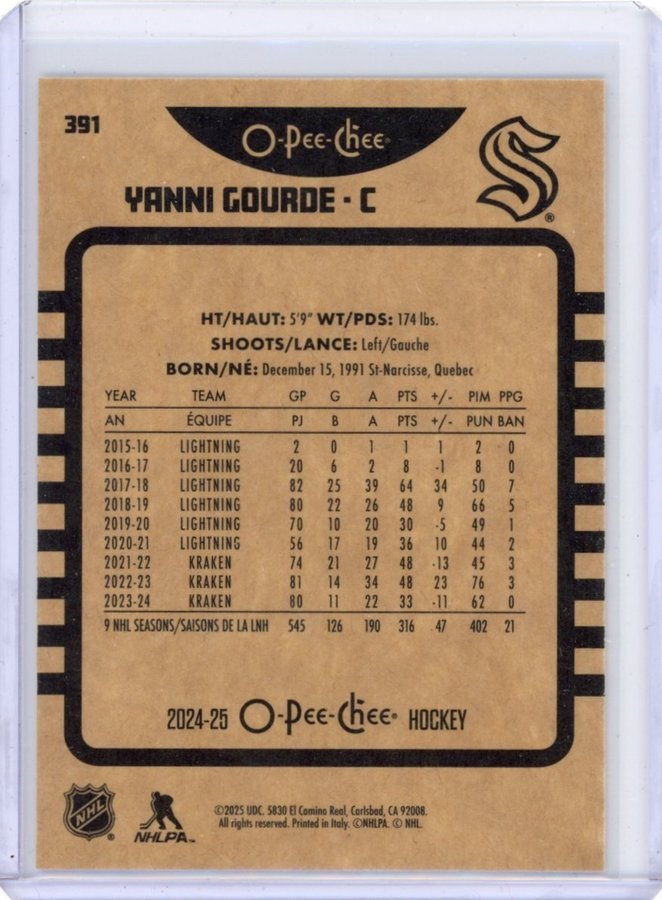 391
O-Pee-Chee®
YANNI GOURDE - C
®
HT/HAUT: 5'9" WT/PDS: 174 lbs.
SHOOTS/LANCE: Left/Gauche
BORN/NÉ: December 15, 1991 St-Narcisse, Quebec
YEAR TEAM GP G A PTS +/- PIM PPG
AN ÉQUIPE PJ B A PTS +/- PUN BAN
2015-16 LIGHTNING 2 0 1 1 1 2 0
2016-17 LIGHTNING 20 6 2 8 -1 8 0
2017-18 LIGHTNING 82 25 39 64 34 50 7
2018-19 LIGHTNING 80 22 26 48 9 66 5
2019-20 LIGHTNING 70 10 20 30 -5 49 1
2020-21 LIGHTNING 56 17 19 36 10 44 2
2021-22 KRAKEN 74 21 27 48 -13 45 3
2022-23 KRAKEN 81 14 34 48 23 76 3
2023-24 KRAKEN 80 11 22 33 -11 62 0
9 NHL SEASONS/SAISONS DE LA LNH 545 126 190 316 47 402 21
2024-25 O-Pee-Chee® HOCKEY
NHL ®
NHLPA™
©2025 UDC. 5830 El Camino Real, Carlsbad, CA 92008.
All rights reserved. Printed in Italy. ©NHLPA. © NHL.